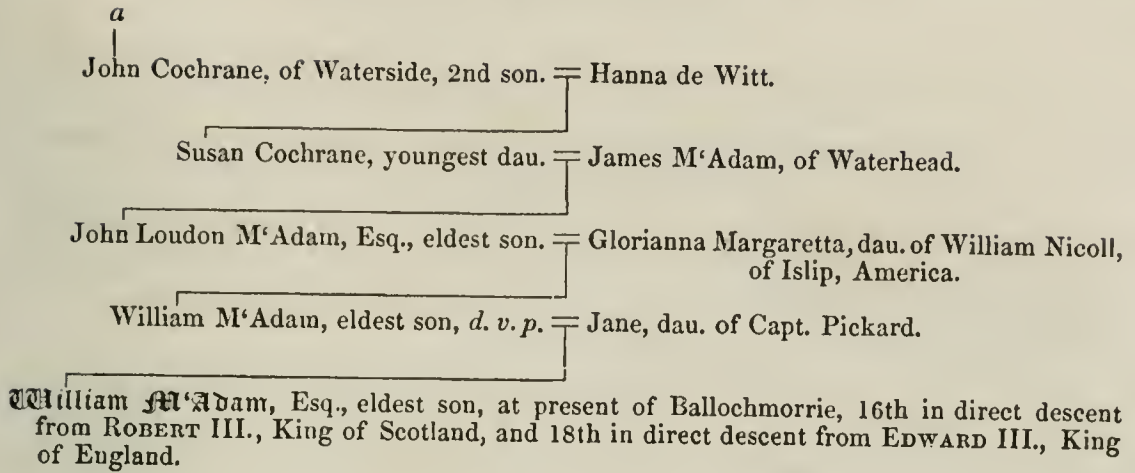 a
John Cochrane, of Waterside, 2nd son. = Hanna de Witt.
Susan Cochrane, youngest dau. = James M‘Adam, of Waterhead.
John Loudon M‘Adam, Esq., eldest son. = Glorianna Margaretta, dau. of William Nicoll,
of Islip, America.
William M‘Adam, eldest son, d. v. p. = Jane, dau. of Capt. Pickard.
William M‘Adam, Esq., eldest son, at present of Ballochmorrie, 16th in direct descent
from ROBERT III., King of Scotland, and 18th in direct descent from EDWARD III., King
of England.